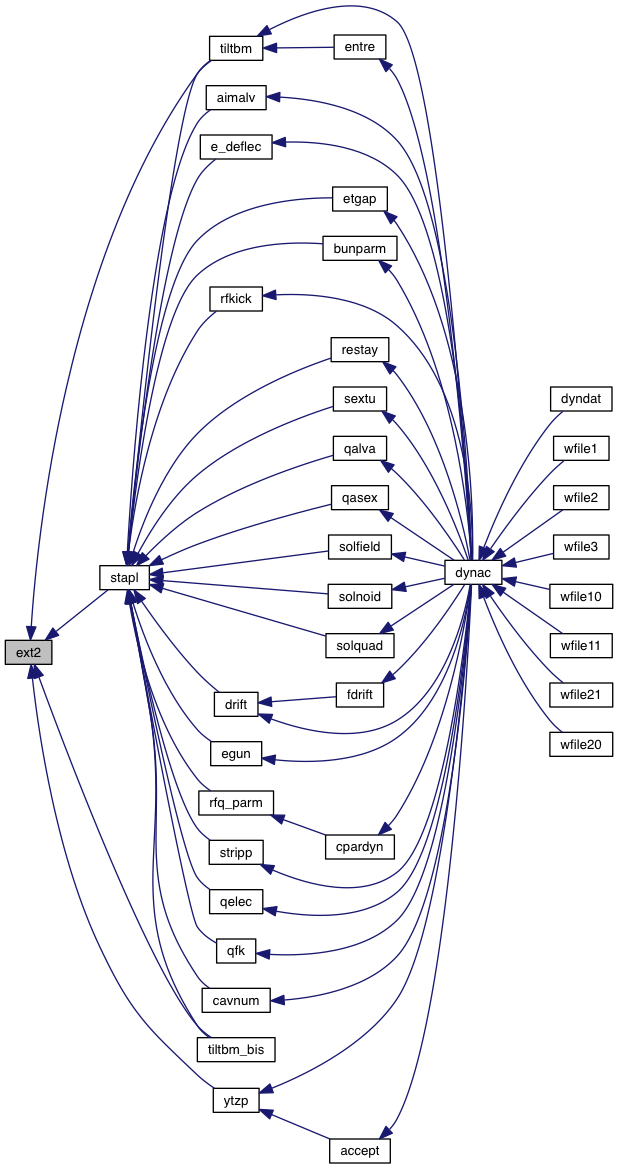 tiltbm
entre
aimalv
e_deflec
etgap
bunparm
rfkick
restay
sextu
dyndat
qalva
wfile1
qasex
wfile2
solfield
wfile3
stapl
dynac
solnoid
wfile10
solquad
wfile11
ext2
drift
fdrift
wfile21
egun
wfile20
rfq_parm
cpardyn
stripp
qelec
qfk
cavnum
tiltbm_bis
ytzp
accept